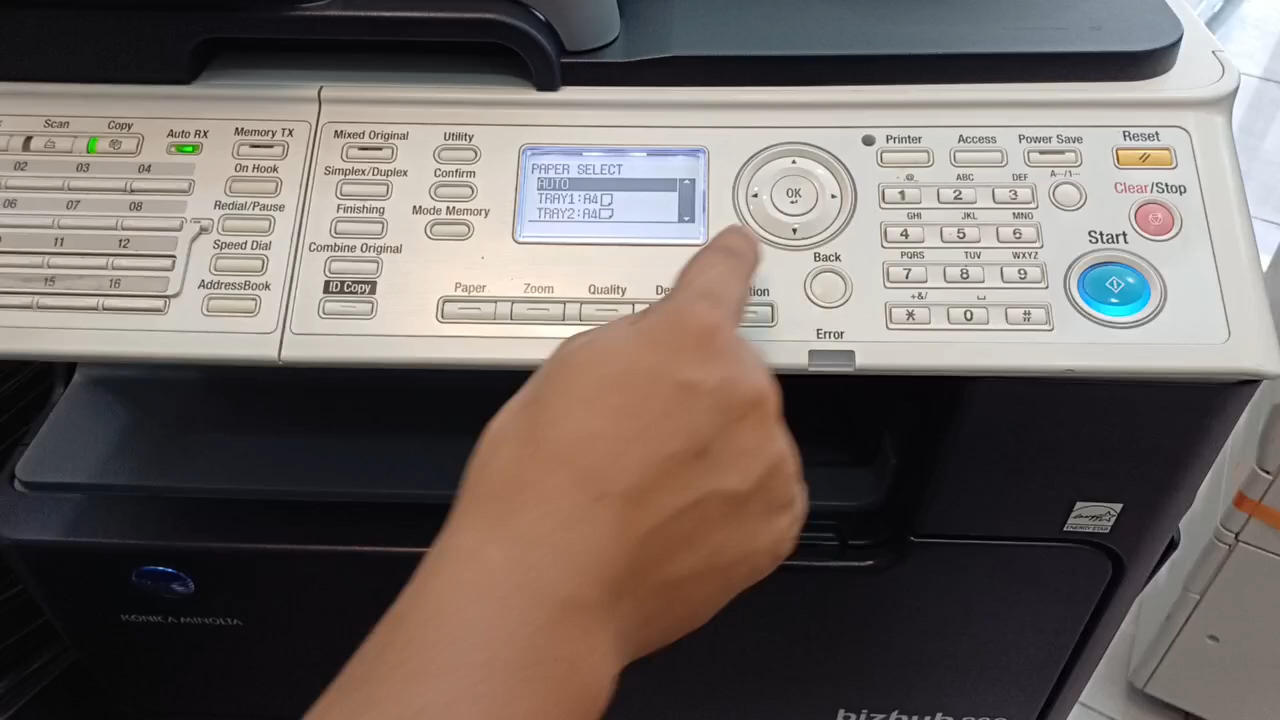 Scan
Copy
Auto RX
Memory TX
On Hook
Redial/Pause
Speed Dial
AddressBook
02
03
04
06
07
08
11
12
15
16
Mixed Original
Simplex/Duplex
Finishing
Combine Original
ID Copy
Utility
Confirm
Mode Memory
PAPER SELECT
AUTO
TRAY1:A4
TRAY2:A4
Paper
Zoom
Quality
OK
Back
Error
Printer
Access
Power Save
Reset
.@_
ABC
DEF
A···/1···
1
2
3
Clear/Stop
GHI
JKL
MNO
4
5
6
Start
PQRS
TUV
WXYZ
7
8
9
+&/
*
0
#
ENERGY STAR
KONICA MINOLTA
bizhub